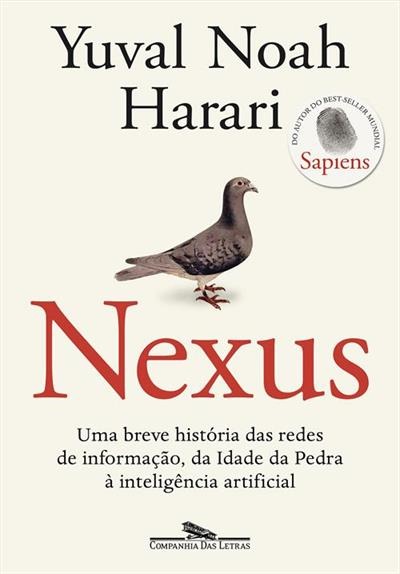 Yuval Noah
Harari
DO AUTOR DO BEST-SELLER MUNDIAL
Sapiens
Nexus
Uma breve história das redes
de informação, da Idade da Pedra
à inteligência artificial
COMPANHIA DAS LETRAS